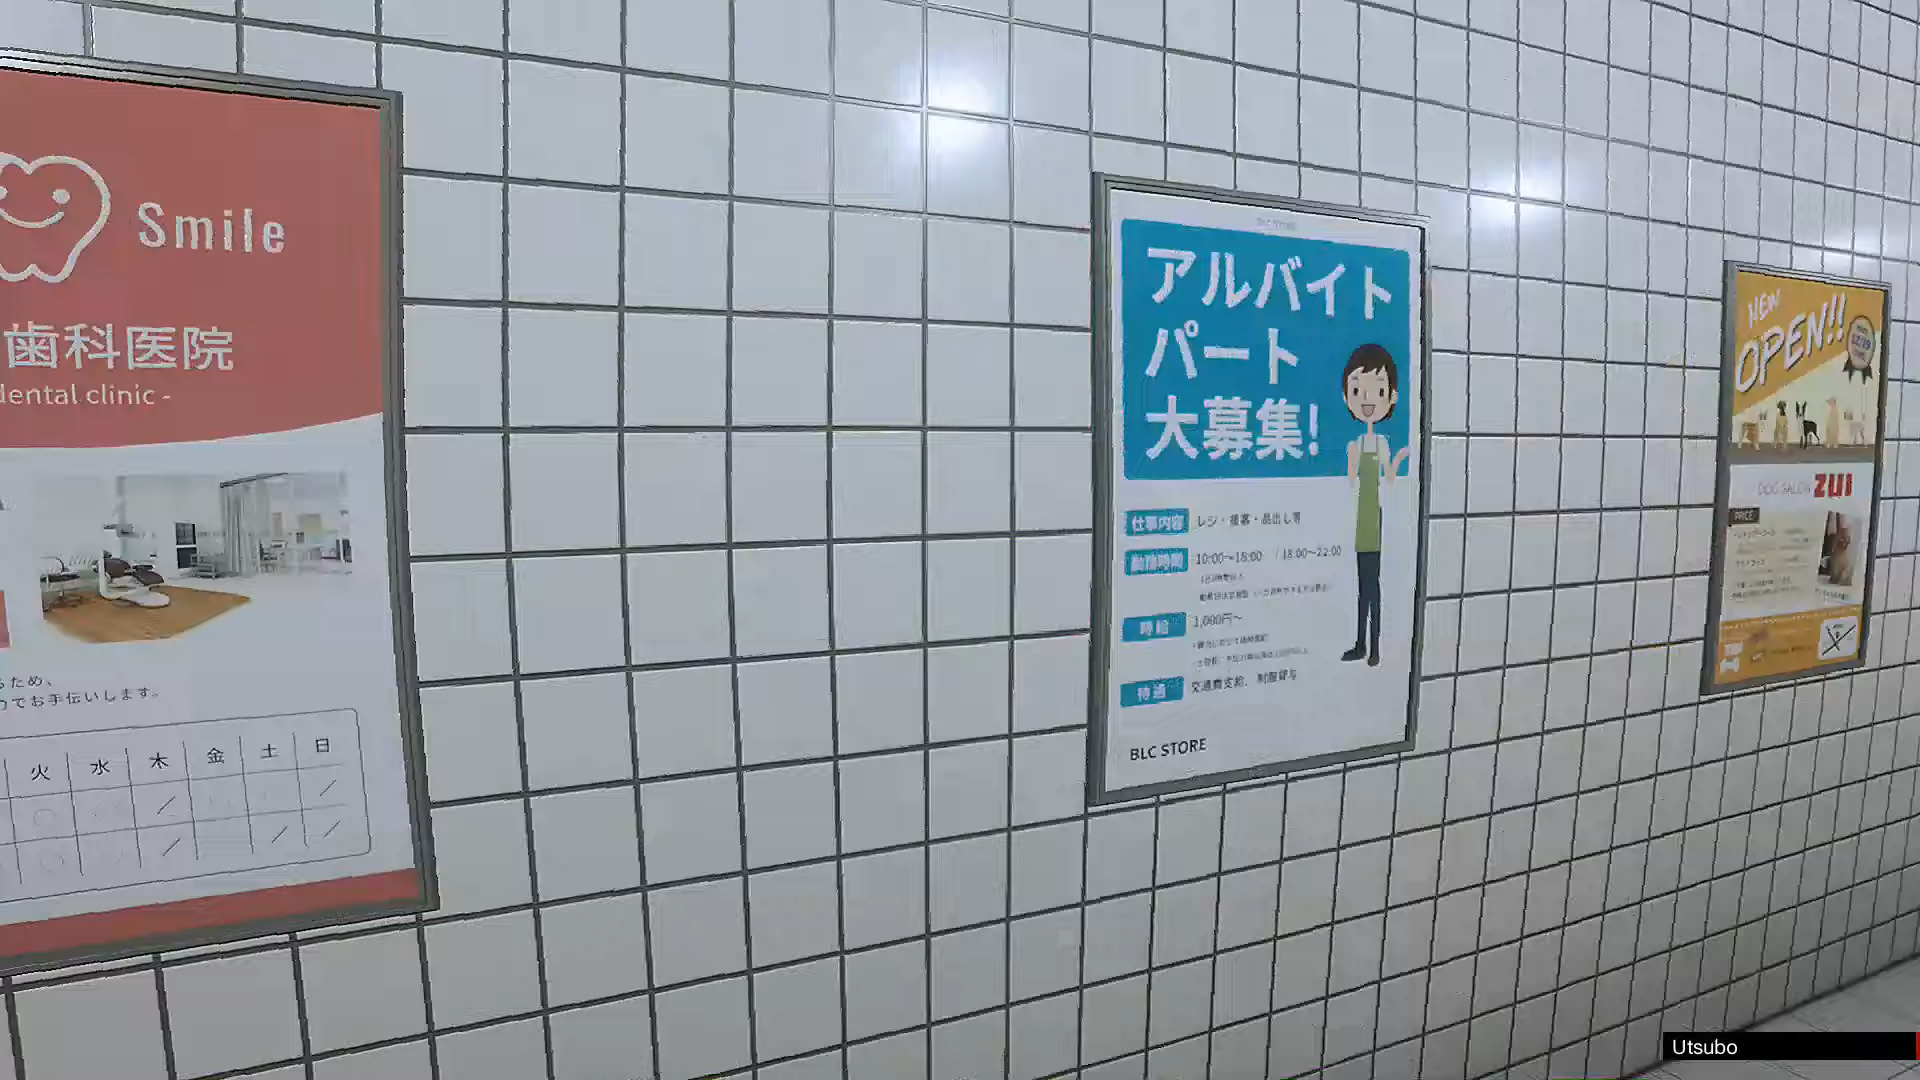 Smile
歯科医院
dental clinic -
ため、
でお手伝いします。
火 水 木 金 土 日
BLC STORE
アルバイト
パート
大募集!
仕事内容 レジ・接客・品出し等
勤務時間 10:00〜18:00 / 18:00〜22:00
時給 1,000円〜
待遇 交通費支給、制服貸与
BLC STORE
NEW
OPEN!!
DOG SALON ZUI
PRICE
Utsubo